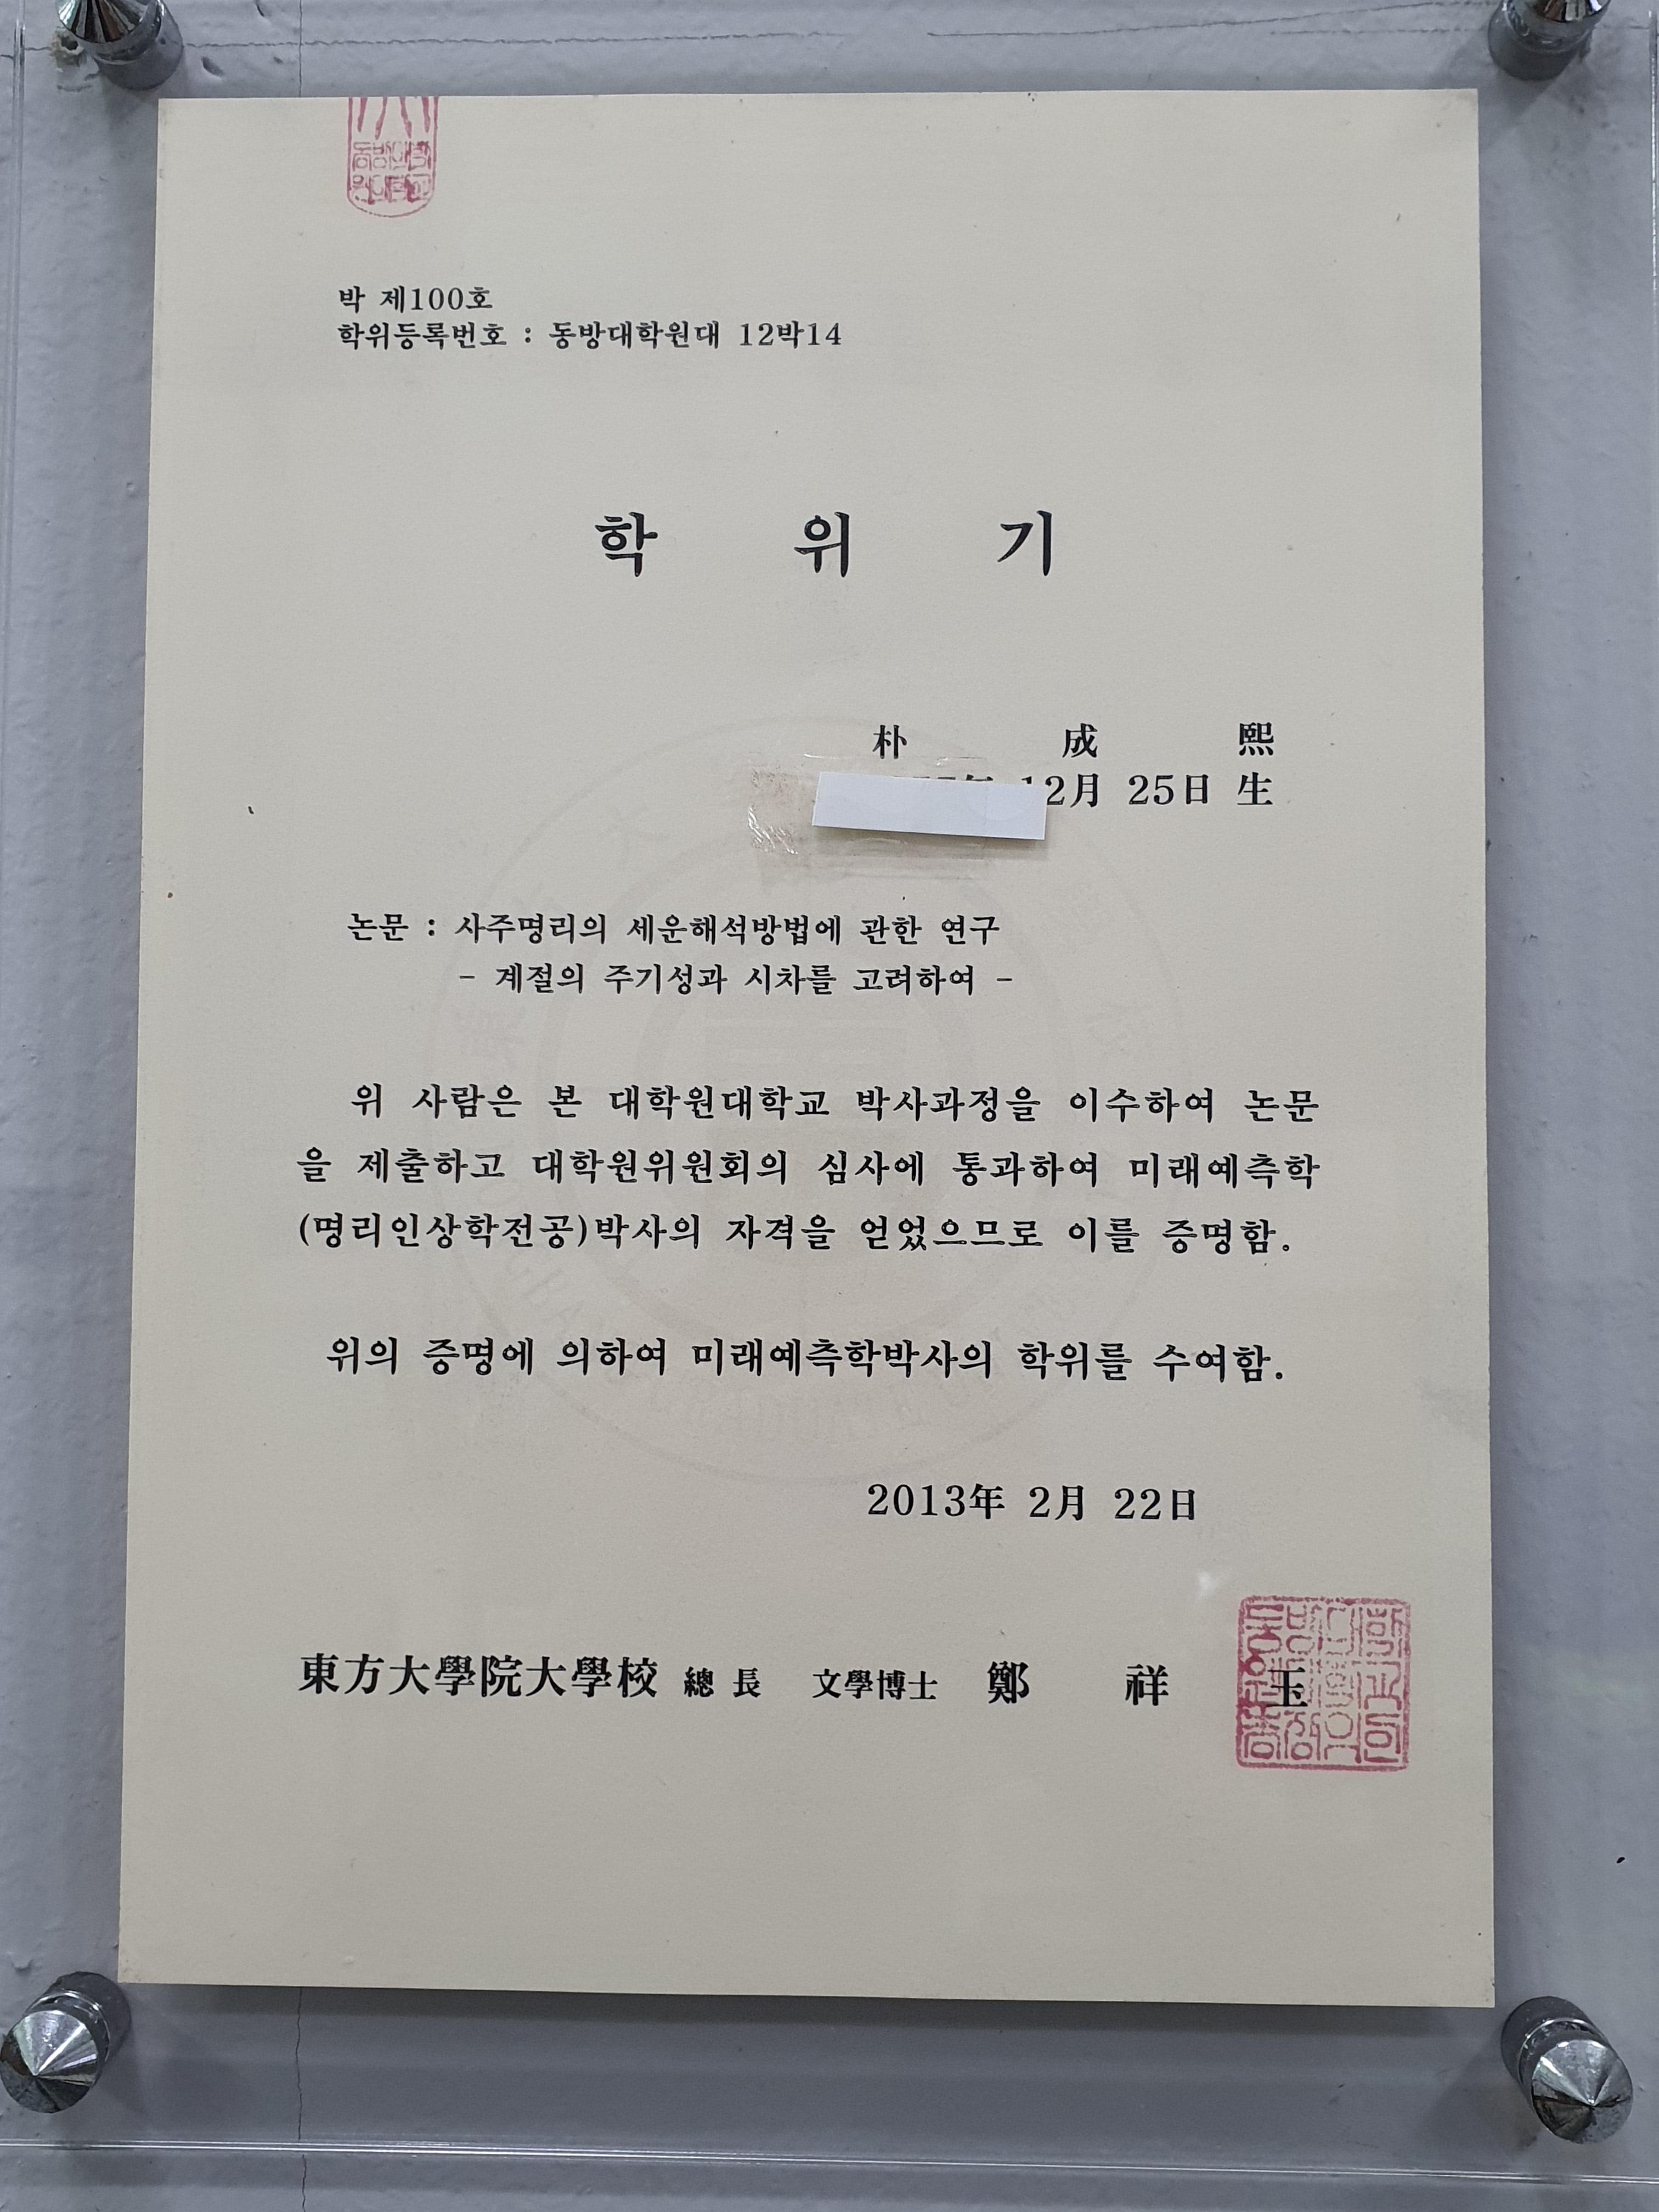 박 제100호
학위등록번호 : 동방대학원대 12박14
학 위 기
朴 成 熙
年 12月 25日 生
논문 : 사주명리의 세운해석방법에 관한 연구
- 계절의 주기성과 시차를 고려하여 -
위 사람은 본 대학원대학교 박사과정을 이수하여 논문
을 제출하고 대학원위원회의 심사에 통과하여 미래예측학
(명리인상학전공)박사의 자격을 얻었으므로 이를 증명함.
위의 증명에 의하여 미래예측학박사의 학위를 수여함.
2013年 2月 22日
東方大學院大學校 總長 文學博士 鄭 祥 玉